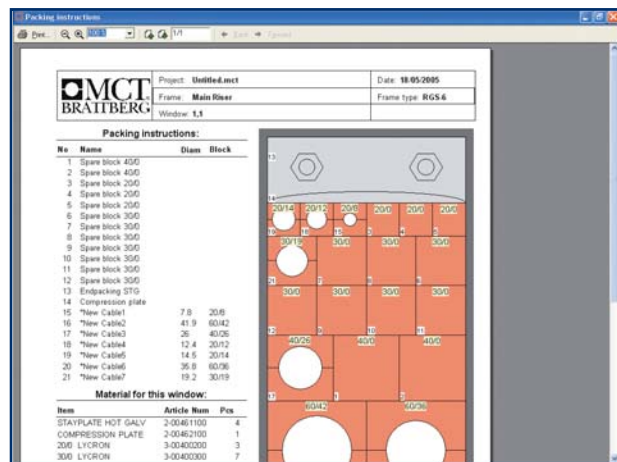 Packing instructions
Print... 100% 1/1 Back Forward
MCT
BRATTBERG
Project: Untitled.mct Date: 18/05/2005
Frame: Main Riser Frame type: RGS-6
Window: 1,1
Packing instructions:
No Name Diam Block
1 Spare block 40/0
2 Spare block 40/0
3 Spare block 20/0
4 Spare block 20/0
5 Spare block 20/0
6 Spare block 30/0
7 Spare block 30/0
8 Spare block 30/0
9 Spare block 30/0
10 Spare block 30/0
11 Spare block 30/0
12 Spare block 30/0
13 Endpacking STG
14 Compression plate
15 *New Cable1 7.8 20/8
16 *New Cable2 41.9 60/42
17 *New Cable3 26 40/26
18 *New Cable4 12.4 20/12
19 *New Cable5 14.5 20/14
20 *New Cable6 35.8 60/36
21 *New Cable7 19.2 30/19
Material for this window:
Item Article Num Pcs
STAYPLATE HOT GALV 2-00461100 4
COMPRESSION PLATE 2-00462100 1
20/0 LYCRON 3-00400200 3
30/0 LYCRON 3-00400300 7
13
14
20/14 20/12 20/8 20/0 20/0 20/0
19 18 15 3 4 5
30/19 30/0 30/0 30/0
21 7 8 6
30/0 30/0 30/0 30/0
12 9 10 11
40/26 40/0 40/0
17 1 2
60/42 60/36